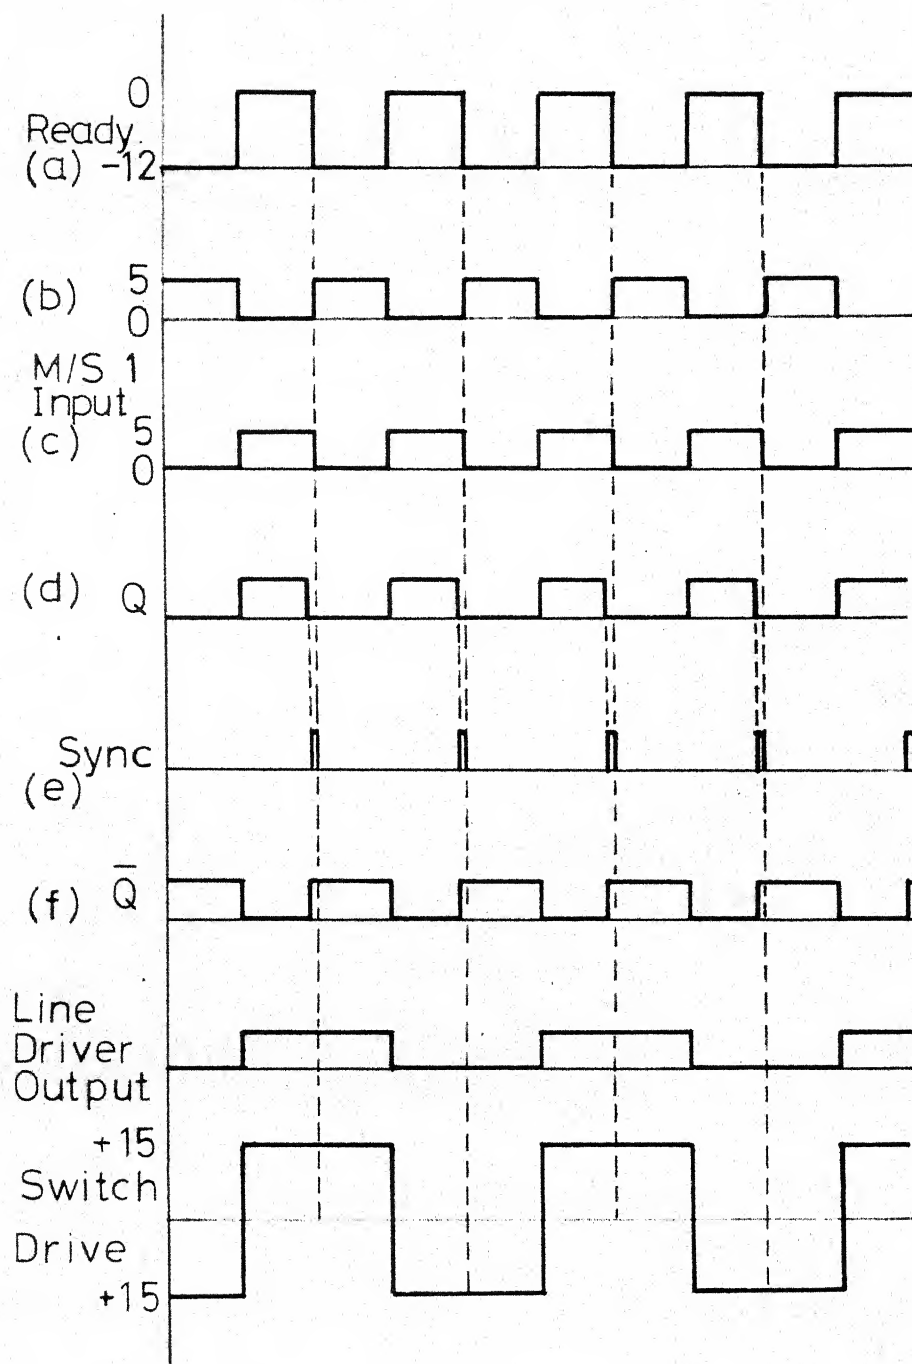 0
Ready
(a) -12
(b) 5
0
M/S 1
Input
(c) 5
0
(d) Q
Sync
(e)
(f) Q̄
Line
Driver
Output
+15
Switch
Drive
+15